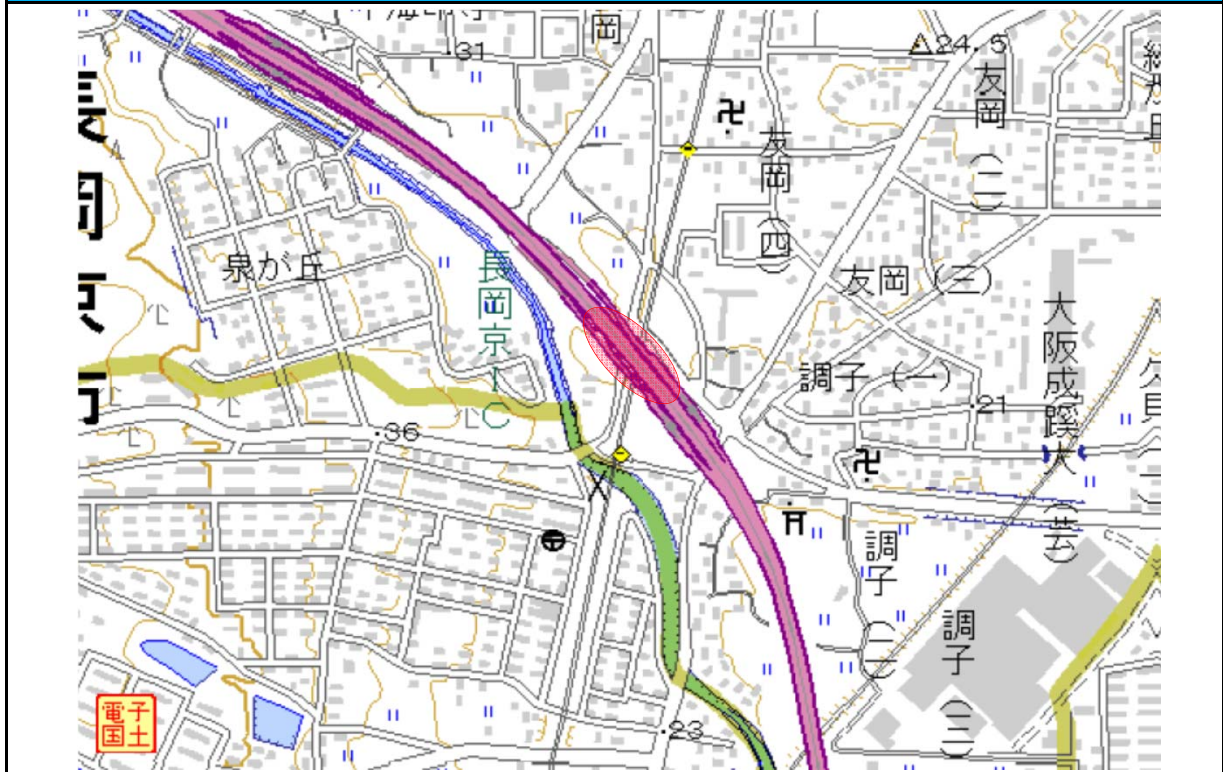 岡
31
24.5
友岡(二)
友岡(四)
長岡京市
泉が丘
長岡京IC
友岡(三)
大阪成蹊大(芸)
調子(一)
21
36
調子(二)
調子(三)
23
電子国土